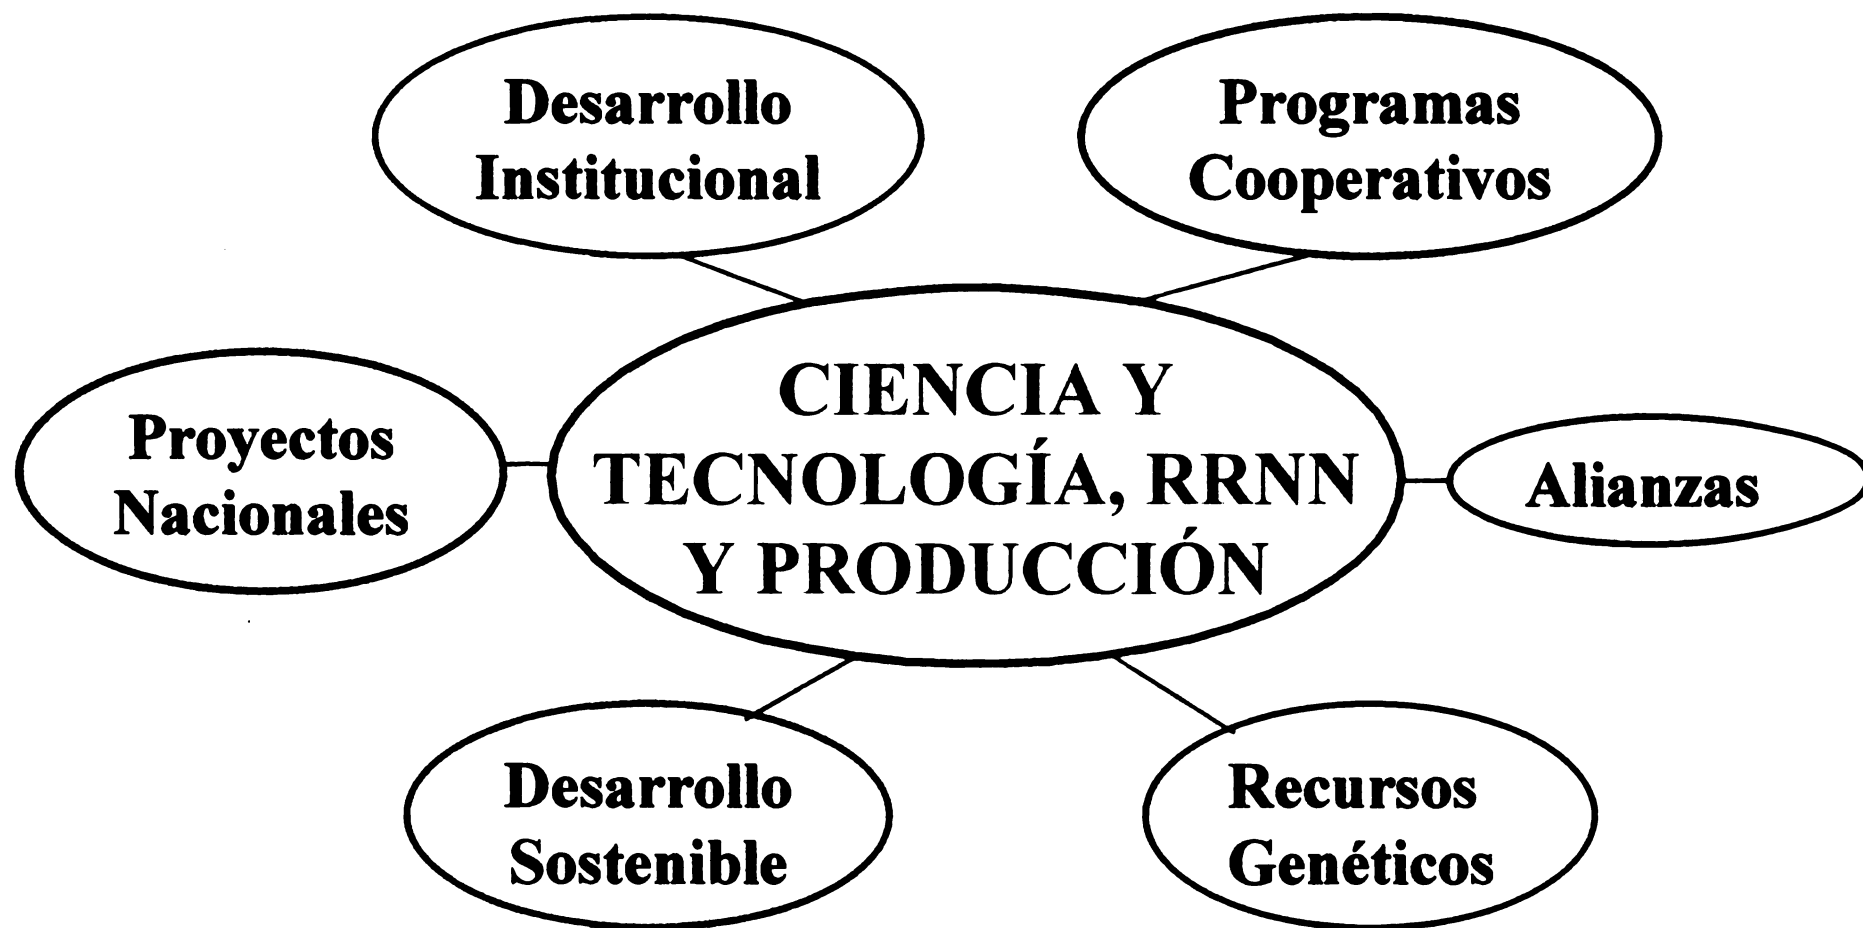 Desarrollo
Institucional
Programas
Cooperativos
Proyectos
Nacionales
CIENCIA Y
TECNOLOGÍA, RRNN
Y PRODUCCIÓN
Alianzas
Desarrollo
Sostenible
Recursos
Genéticos